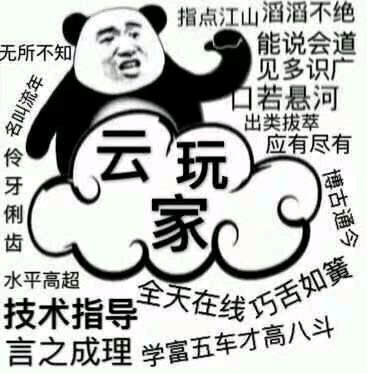 指点江山 滔滔不绝
无所不知
能说会道
见多识广
口若悬河
出类拔萃
应有尽有
名叫流年
伶牙俐齿
云玩家
博古通今
水平高超
全天在线 巧舌如簧
技术指导
言之成理
学富五车 才高八斗